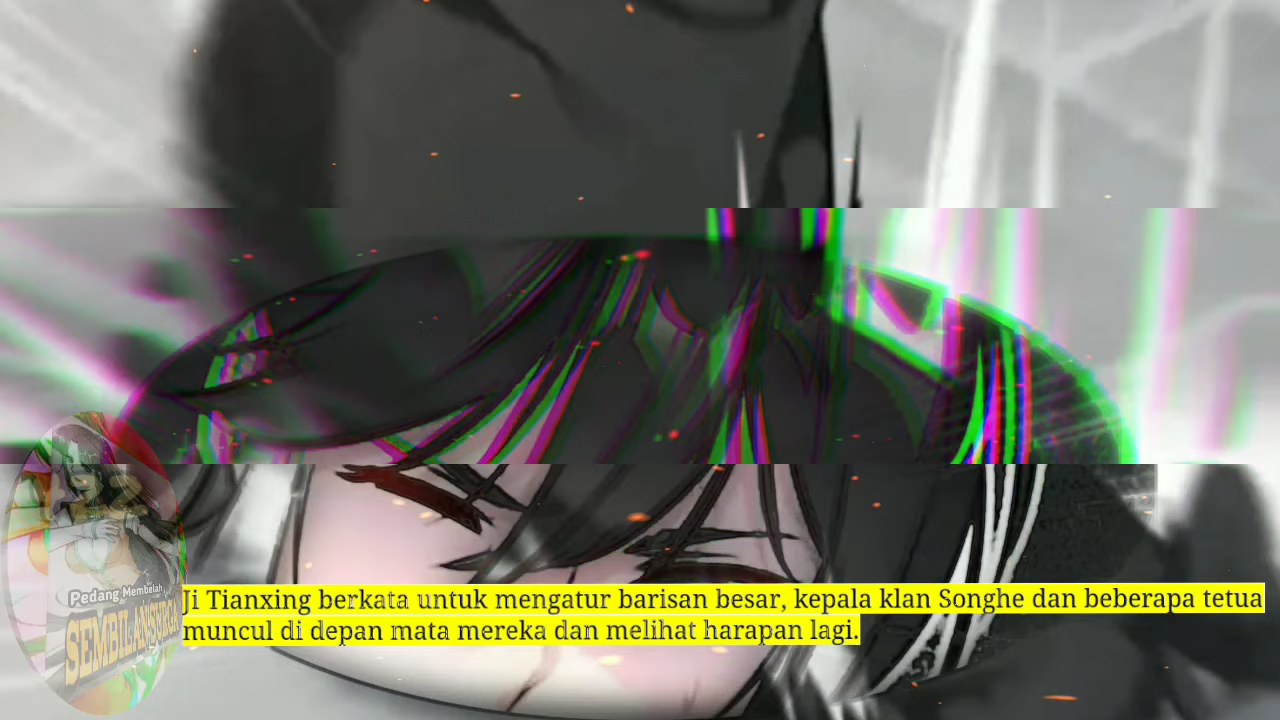 Pedang Membelah
SEMBILAN SURGA
Ji Tianxing berkata untuk mengatur barisan besar, kepala klan Songhe dan beberapa tetua
muncul di depan mata mereka dan melihat harapan lagi.